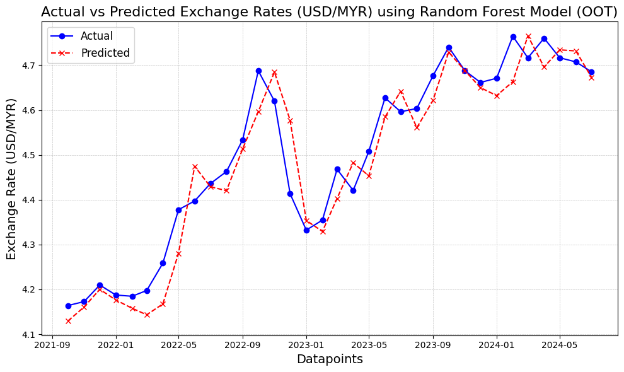 Actual vs Predicted Exchange Rates (USD/MYR) using Random Forest Model (OOT)
Actual
Predicted
Exchange Rate (USD/MYR)
4.7
4.6
4.5
4.4
4.3
4.2
4.1
2021-09 2022-01 2022-05 2022-09 2023-01 2023-05 2023-09 2024-01 2024-05
Datapoints